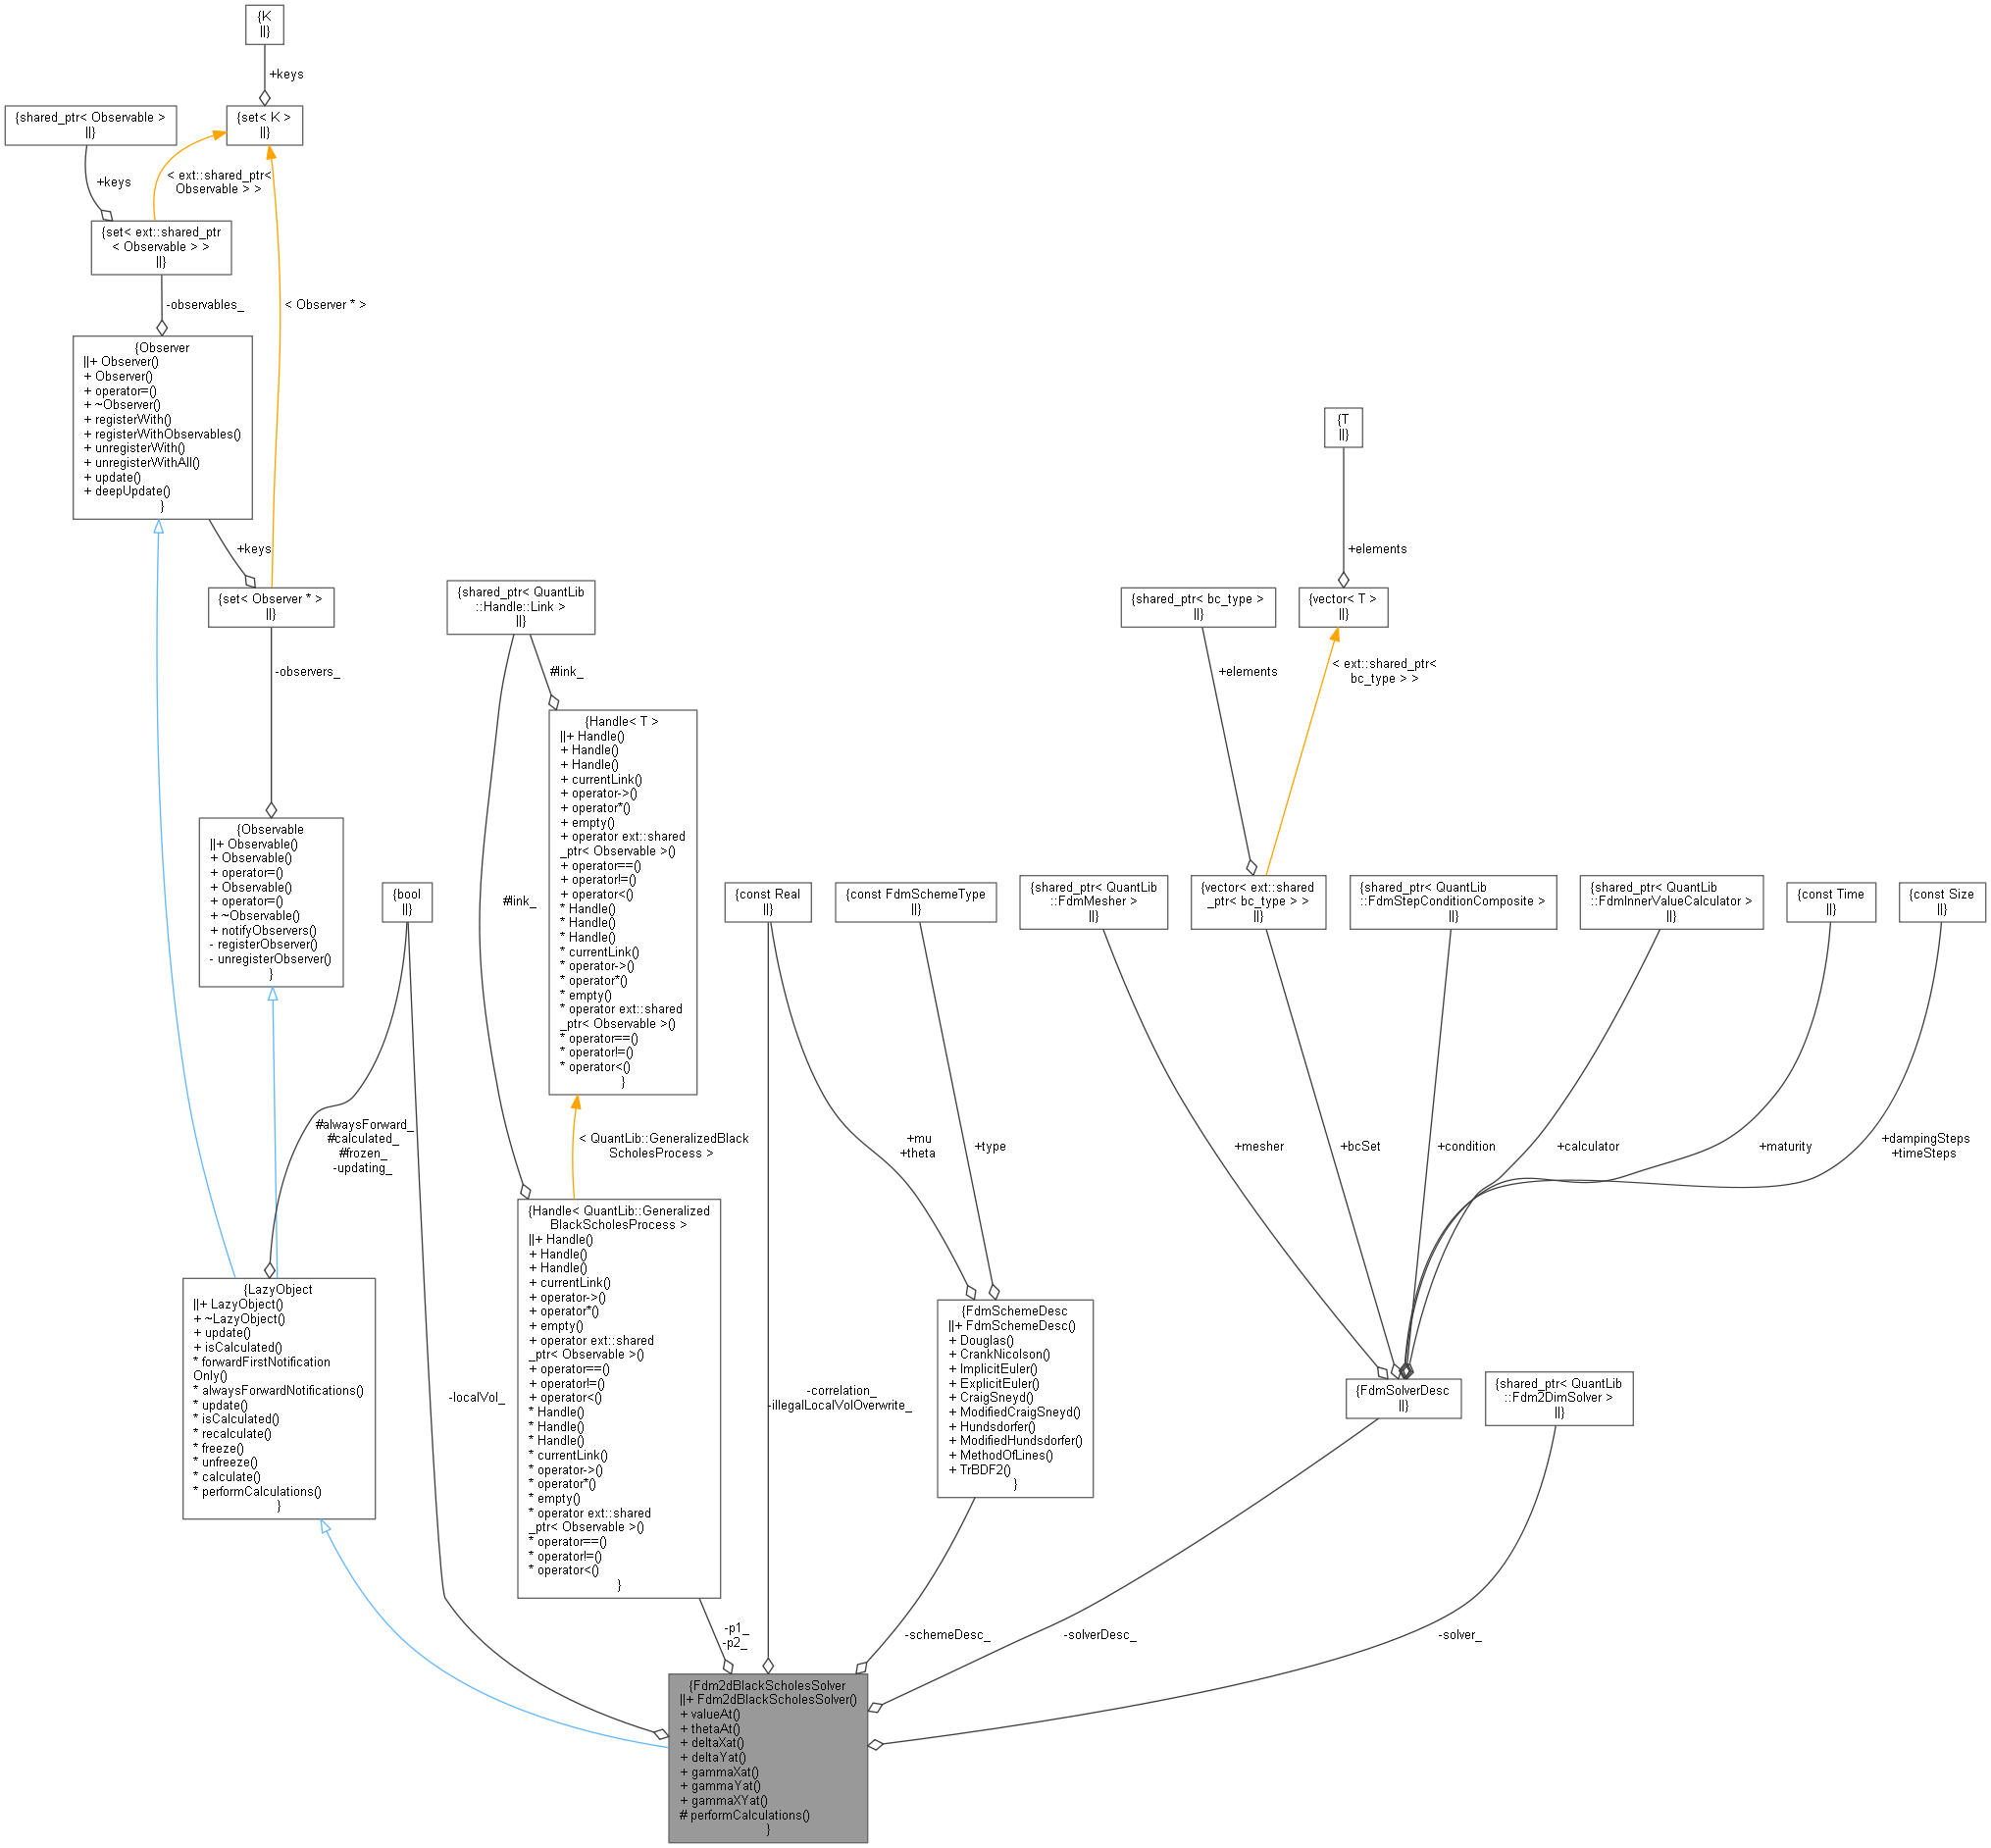 {K
||}
+keys
{shared_ptr< Observable >
||}
{set< K >
||}
+keys
< ext::shared_ptr<
Observable > >
{set< ext::shared_ptr
< Observable > >
||}
-observables_
< Observer * >
{Observer
||+ Observer()
+ Observer()
+ operator=()
+ ~Observer()
+ registerWith()
+ registerWithObservables()
+ unregisterWith()
+ unregisterWithAll()
+ update()
+ deepUpdate()
}
+keys
{set< Observer * >
||}
-observers_
{Observable
||+ Observable()
+ Observable()
+ operator=()
+ Observable()
+ operator=()
+ ~Observable()
+ notifyObservers()
- registerObserver()
- unregisterObserver()
}
{bool
||}
#alwaysForward_
#calculated_
#frozen_
-updating_
{LazyObject
||+ LazyObject()
+ ~LazyObject()
+ update()
+ isCalculated()
* forwardFirstNotification
Only()
* alwaysForwardNotifications()
* update()
* isCalculated()
* recalculate()
* freeze()
* unfreeze()
* calculate()
* performCalculations()
}
-localVol_
{shared_ptr< QuantLib
::Handle::Link >
||}
#link_
#link_
{Handle< T >
||+ Handle()
+ Handle()
+ Handle()
+ currentLink()
+ operator->()
+ operator*()
+ empty()
+ operator ext::shared
_ptr< Observable >()
+ operator==()
+ operator!=()
+ operator<()
* Handle()
* Handle()
* Handle()
* currentLink()
* operator->()
* operator*()
* empty()
* operator ext::shared
_ptr< Observable >()
* operator==()
* operator!=()
* operator<()
}
< QuantLib::GeneralizedBlack
ScholesProcess >
{Handle< QuantLib::Generalized
BlackScholesProcess >
||+ Handle()
+ Handle()
+ Handle()
+ currentLink()
+ operator->()
+ operator*()
+ empty()
+ operator ext::shared
_ptr< Observable >()
+ operator==()
+ operator!=()
+ operator<()
* Handle()
* Handle()
* Handle()
* currentLink()
* operator->()
* operator*()
* empty()
* operator ext::shared
_ptr< Observable >()
* operator==()
* operator!=()
* operator<()
}
-p1_
-p2_
{const Real
||}
-correlation_
-illegalLocalVolOverwrite_
+mu
+theta
{const FdmSchemeType
||}
+type
{FdmSchemeDesc
||+ FdmSchemeDesc()
+ Douglas()
+ CrankNicolson()
+ ImplicitEuler()
+ ExplicitEuler()
+ CraigSneyd()
+ ModifiedCraigSneyd()
+ Hundsdorfer()
+ ModifiedHundsdorfer()
+ MethodOfLines()
+ TrBDF2()
}
-schemeDesc_
{T
||}
+elements
{shared_ptr< bc_type >
||}
{vector< T >
||}
+elements
< ext::shared_ptr<
bc_type > >
{shared_ptr< QuantLib
::FdmMesher >
||}
{vector< ext::shared
_ptr< bc_type > >
||}
{shared_ptr< QuantLib
::FdmStepConditionComposite >
||}
{shared_ptr< QuantLib
::FdmInnerValueCalculator >
||}
{const Time
||}
{const Size
||}
+mesher
+bcSet
+condition
+calculator
+maturity
+dampingSteps
+timeSteps
{FdmSolverDesc
||}
{shared_ptr< QuantLib
::Fdm2DimSolver >
||}
-solverDesc_
-solver_
{Fdm2dBlackScholesSolver
||+ Fdm2dBlackScholesSolver()
+ valueAt()
+ thetaAt()
+ deltaXat()
+ deltaYat()
+ gammaXat()
+ gammaYat()
+ gammaXYat()
# performCalculations()
}